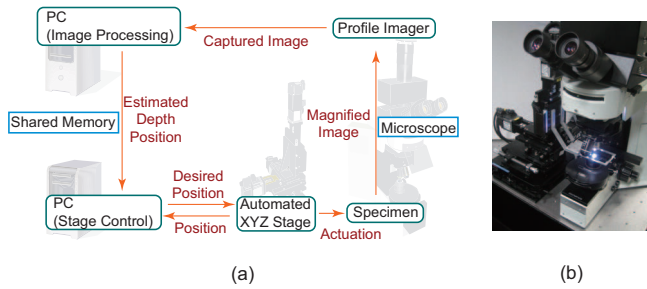 PC
(Image Processing)
Captured Image
Profile Imager
Shared Memory
Estimated
Depth
Position
Magnified
Image
Microscope
PC
(Stage Control)
Desired
Position
Position
Automated
XYZ Stage
Actuation
Specimen
(a)
(b)